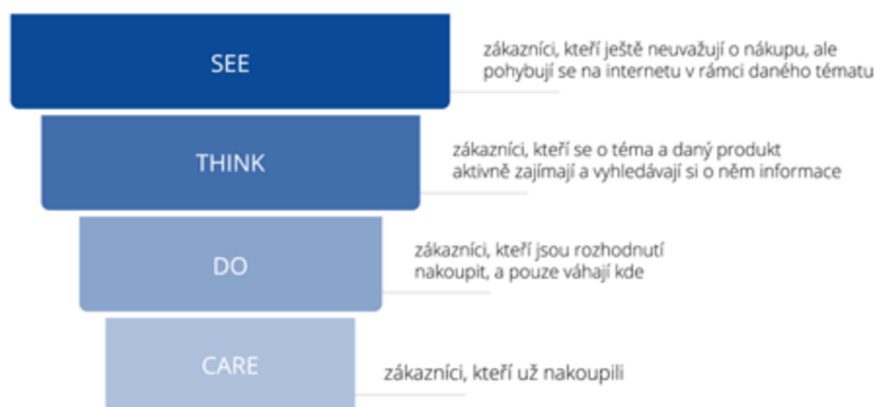 SEE
zákazníci, kteří ještě neuvažují o nákupu, ale
pohybují se na internetu v rámci daného tématu
THINK
zákazníci, kteří se o téma a daný produkt
aktivně zajímají a vyhledávají si o něm informace
DO
zákazníci, kteří jsou rozhodnutí
nakoupit, a pouze váhají kde
CARE
zákazníci, kteří už nakoupili